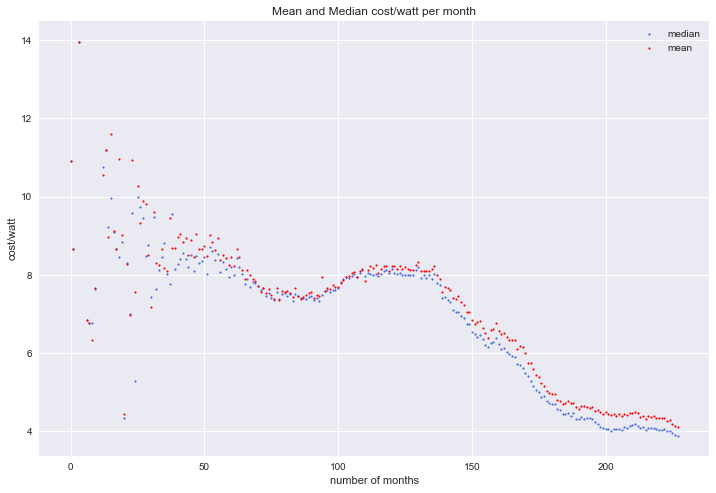 Mean and Median cost/watt per month
median
mean
14
12
10
8
6
4
cost/watt
0
50
100
150
200
number of months